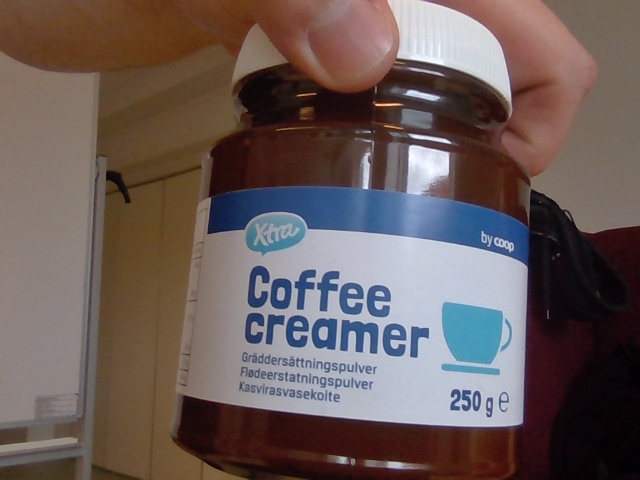 Xtra
by coop
Coffee
creamer
Gräddersättningspulver
Flødeerstatningspulver
Kasvirasvasekoite
250 g ℮